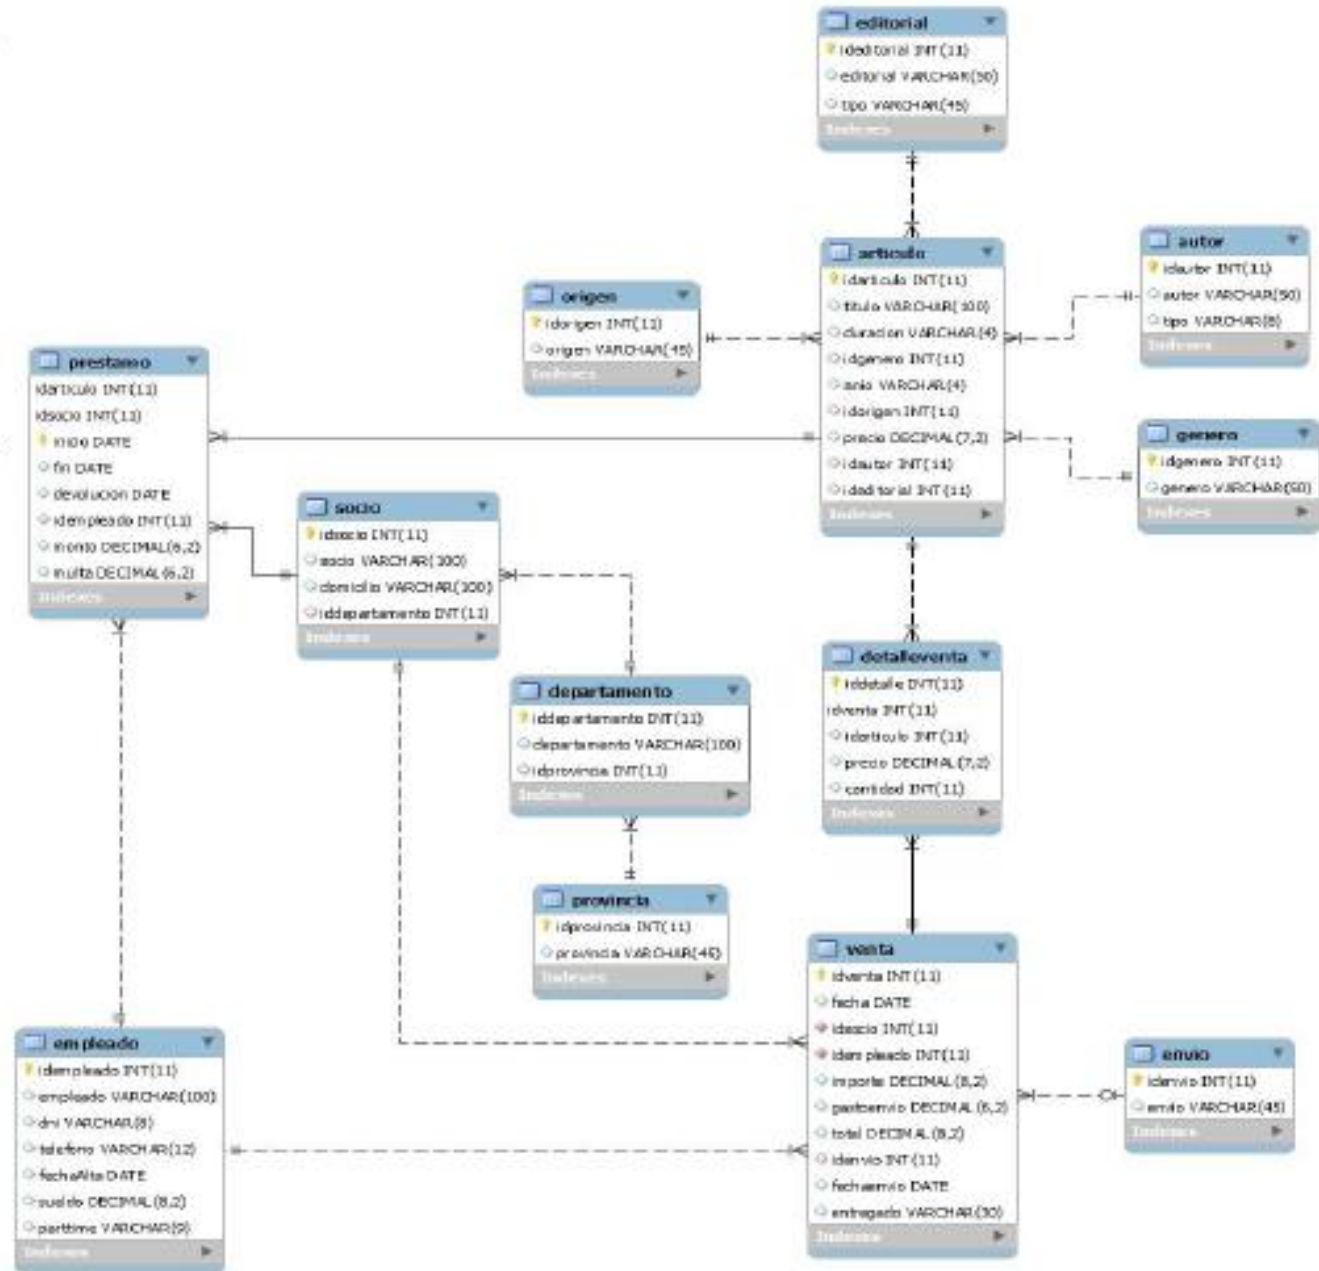 editorial
ideditorial INT(11)
editorial VARCHAR(50)
tipo VARCHAR(45)
Indexes
articulo
idarticulo INT(11)
titulo VARCHAR(100)
duracion VARCHAR(4)
idgenero INT(11)
anio VARCHAR(4)
idorigen INT(11)
precio DECIMAL(7,2)
idautor INT(11)
ideditorial INT(11)
Indexes
autor
idautor INT(11)
autor VARCHAR(50)
tipo VARCHAR(8)
Indexes
origen
idorigen INT(11)
origen VARCHAR(45)
Indexes
genero
idgenero INT(11)
genero VARCHAR(50)
Indexes
prestamo
idarticulo INT(11)
idsocio INT(11)
inicio DATE
fin DATE
devolucion DATE
idempleado INT(11)
monto DECIMAL(6,2)
multa DECIMAL(6,2)
Indexes
socio
idsocio INT(11)
socio VARCHAR(100)
domicilio VARCHAR(100)
iddepartamento INT(11)
Indexes
departamento
iddepartamento INT(11)
departamento VARCHAR(100)
idprovincia INT(11)
Indexes
detalleventa
iddetalle INT(11)
idventa INT(11)
idarticulo INT(11)
precio DECIMAL(7,2)
cantidad INT(11)
Indexes
provincia
idprovincia INT(11)
provincia VARCHAR(45)
Indexes
venta
idventa INT(11)
fecha DATE
idsocio INT(11)
idempleado INT(11)
importe DECIMAL(8,2)
gastoenvio DECIMAL(6,2)
total DECIMAL(8,2)
idenvio INT(11)
fechaenvio DATE
entregado VARCHAR(30)
Indexes
empleado
idempleado INT(11)
empleado VARCHAR(100)
dni VARCHAR(8)
telefono VARCHAR(12)
fechaAlta DATE
sueldo DECIMAL(8,2)
parttime VARCHAR(9)
Indexes
envio
idenvio INT(11)
envio VARCHAR(45)
Indexes